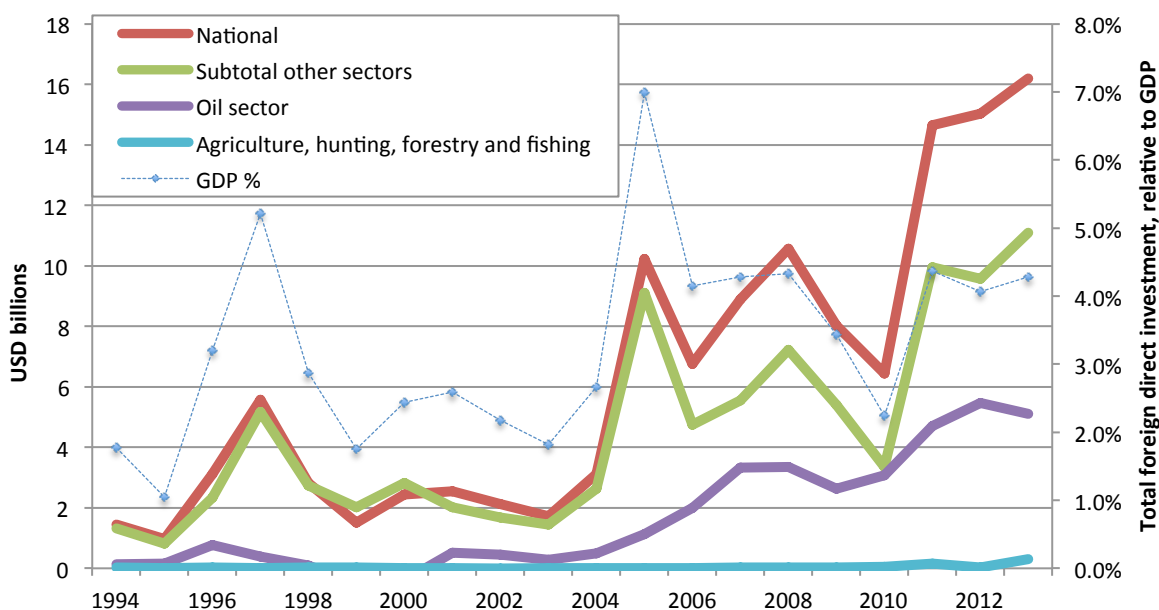 National
Subtotal other sectors
Oil sector
Agriculture, hunting, forestry and fishing
GDP %
USD billions
18
16
14
12
10
8
6
4
2
0
8.0%
7.0%
6.0%
5.0%
4.0%
3.0%
2.0%
1.0%
0.0%
Total foreign direct investment, relative to GDP
1994 1996 1998 2000 2002 2004 2006 2008 2010 2012